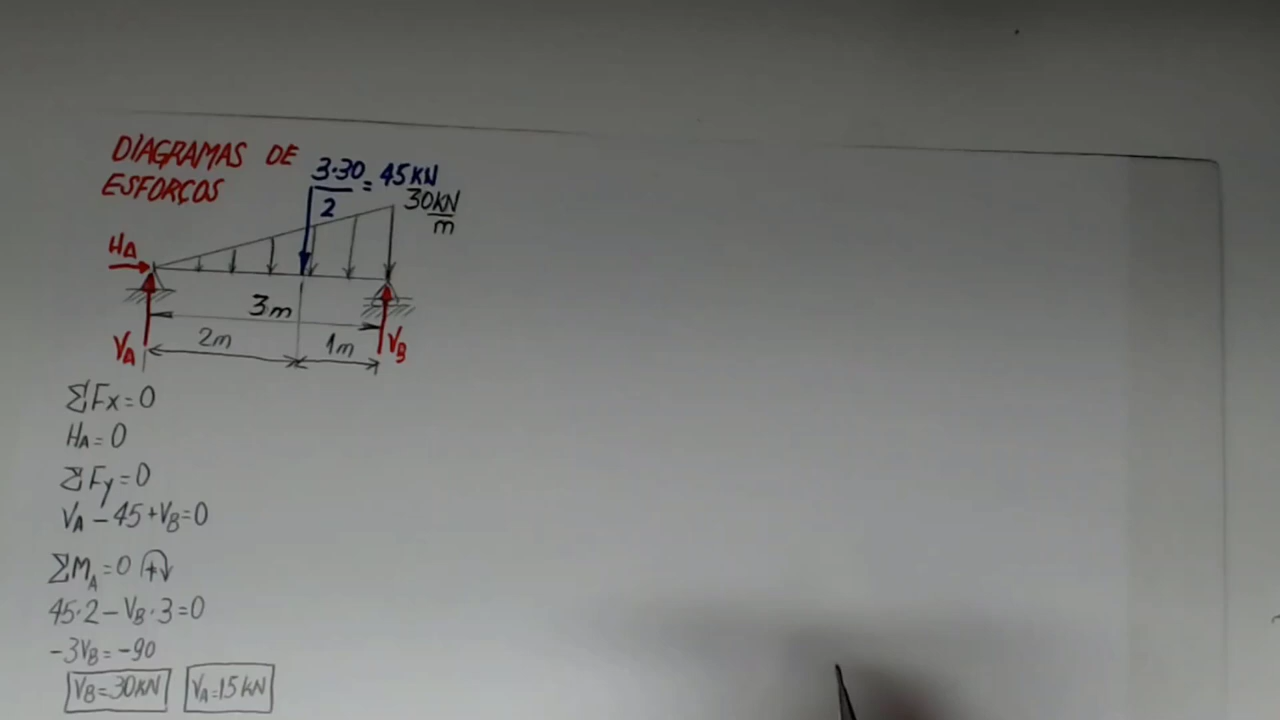 DIAGRAMAS DE
ESFORÇOS
3·30
2
= 45 KN
30 KN
m
HA
3m
2m
1m
VA
VB
ΣFx = 0
HA = 0
ΣFy = 0
VA - 45 + VB = 0
ΣMA = 0 +
45·2 - VB·3 = 0
-3VB = -90
VB = 30KN VA = 15 KN